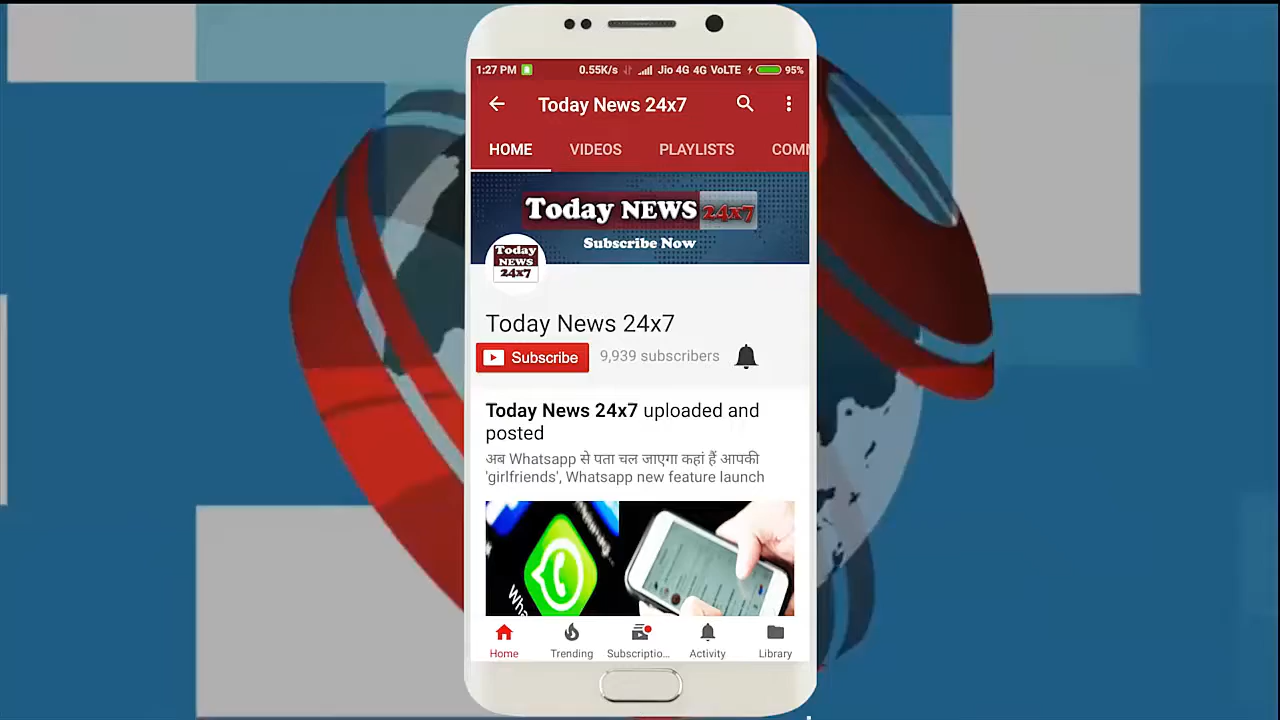 1:27 PM 0.55K/s Jio 4G 4G VoLTE 95%
Today News 24x7
HOME VIDEOS PLAYLISTS COMM
Today NEWS 24x7
Subscribe Now
Today
NEWS
24x7
Today News 24x7
Subscribe 9,939 subscribers
Today News 24x7 uploaded and
posted
अब Whatsapp से पता चल जाएगा कहां हैं आपकी
'girlfriends', Whatsapp new feature launch
Home Trending Subscriptio... Activity Library